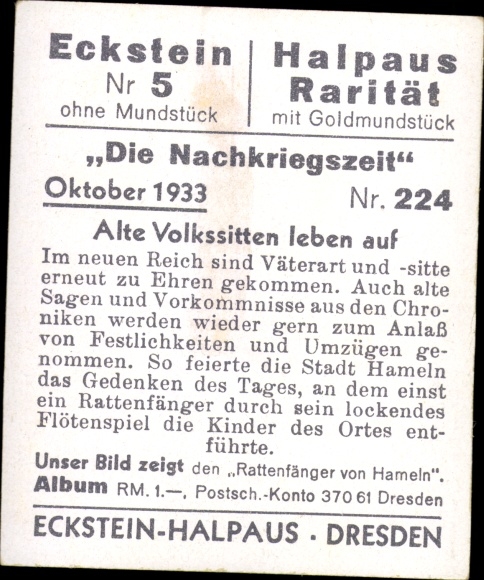 Eckstein
Nr 5
ohne Mundstück
Halpaus
Rarität
mit Goldmundstück
„Die Nachkriegszeit“
Oktober 1933 Nr. 224
Alte Volkssitten leben auf
Im neuen Reich sind Väterart und -sitte
erneut zu Ehren gekommen. Auch alte
Sagen und Vorkommnisse aus den Chro-
niken werden wieder gern zum Anlaß
von Festlichkeiten und Umzügen ge-
nommen. So feierte die Stadt Hameln
das Gedenken des Tages, an dem einst
ein Rattenfänger durch sein lockendes
Flötenspiel die Kinder des Ortes ent-
führte.
Unser Bild zeigt den „Rattenfänger von Hameln“.
Album RM. 1.—, Postsch.-Konto 370 61 Dresden
ECKSTEIN-HALPAUS · DRESDEN